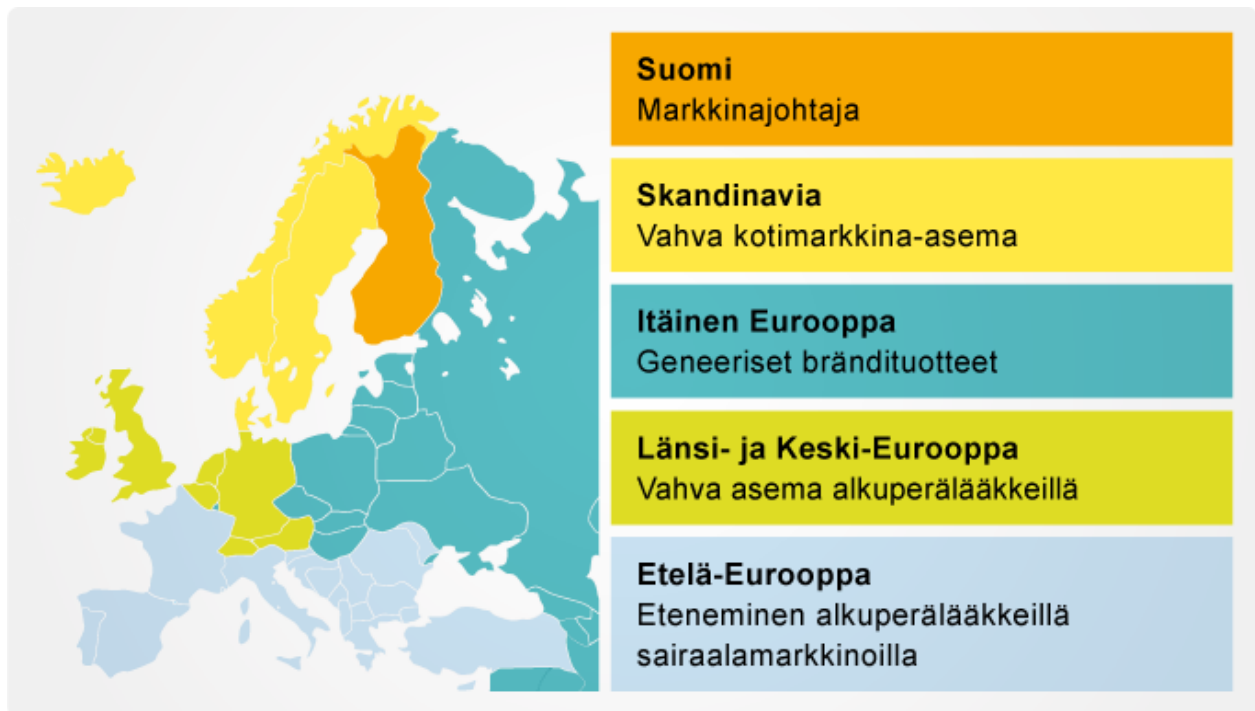 Suomi
Markkinajohtaja
Skandinavia
Vahva kotimarkkina-asema
Itäinen Eurooppa
Geneeriset brändituotteet
Länsi- ja Keski-Eurooppa
Vahva asema alkuperälääkkeillä
Etelä-Eurooppa
Eteneminen alkuperälääkkeillä
sairaalamarkkinoilla